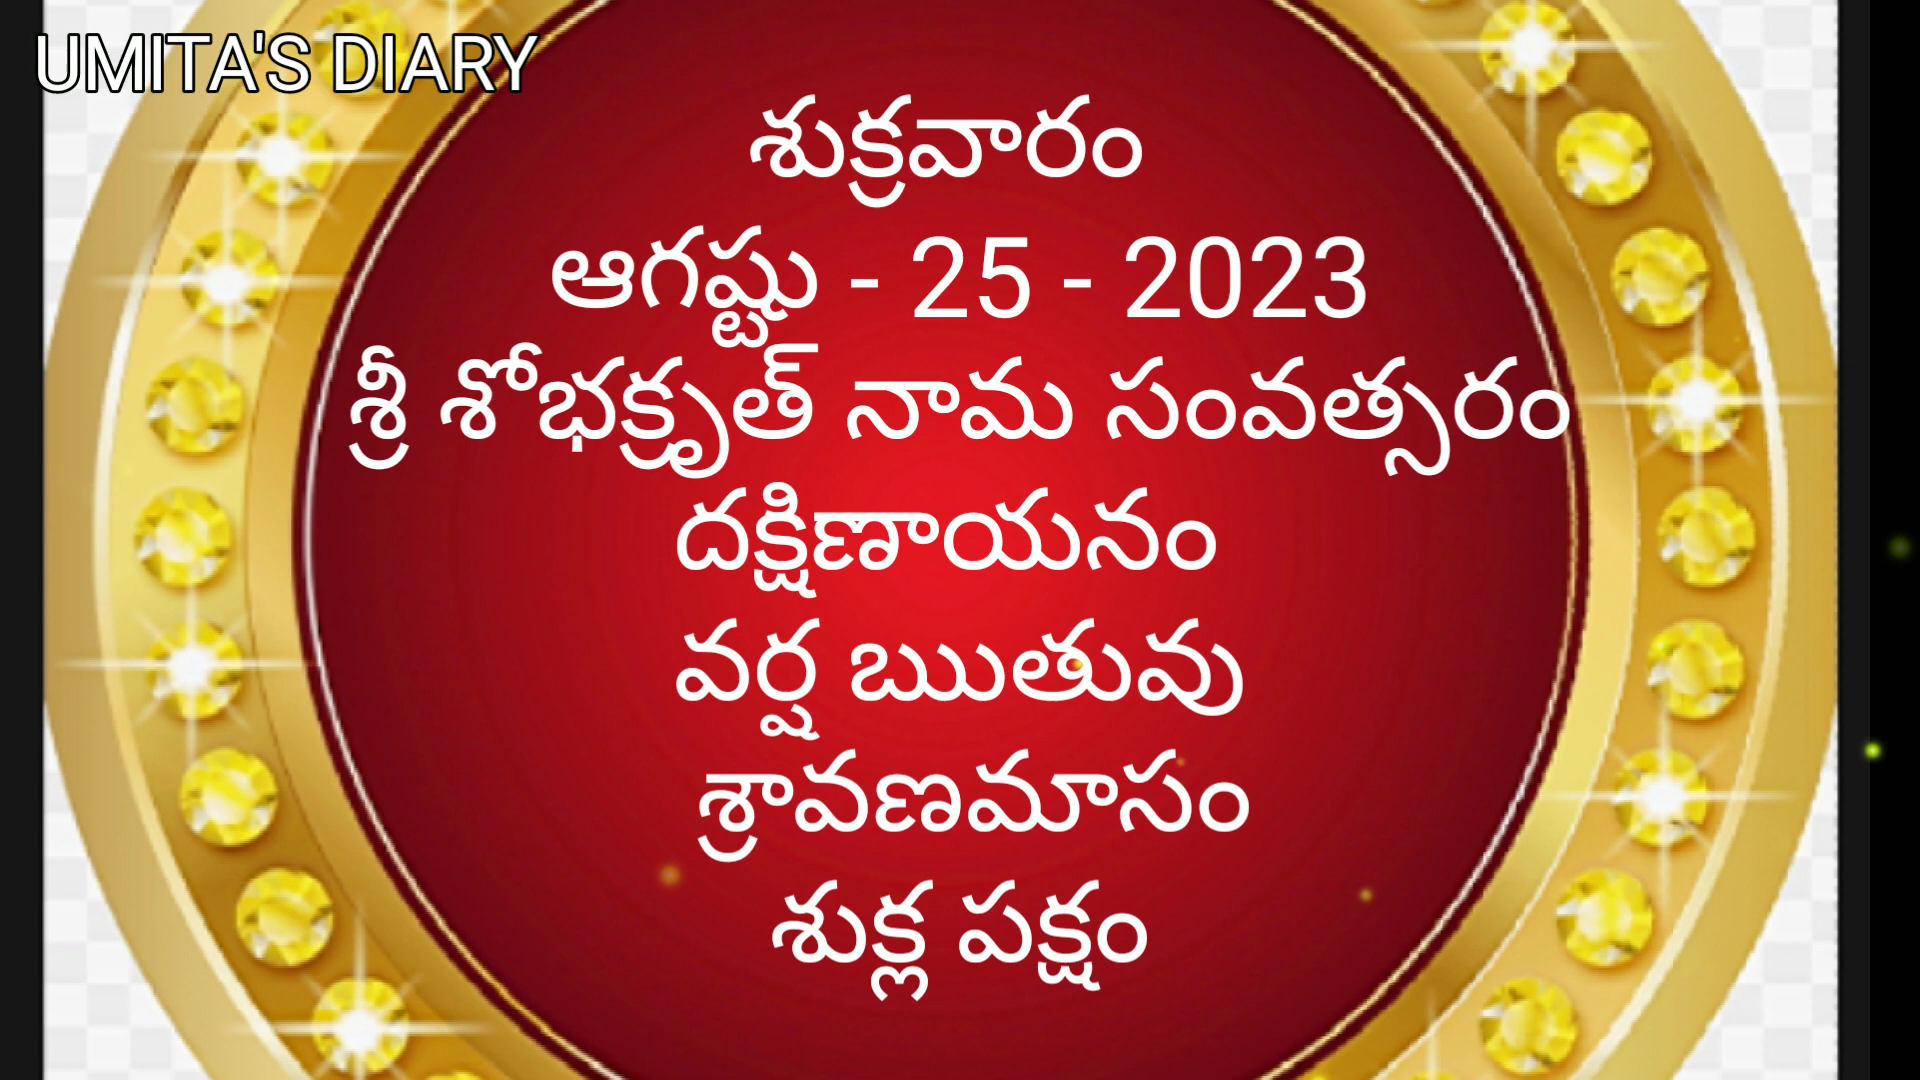 UMITA'S DIARY
శుక్రవారం
ఆగష్టు - 25 - 2023
శ్రీ శోభక్రృత్ నామ సంవత్సరం
దక్షిణాయనం
వర్ష ఋతువు
శ్రావణమాసం
శుక్ల పక్షం